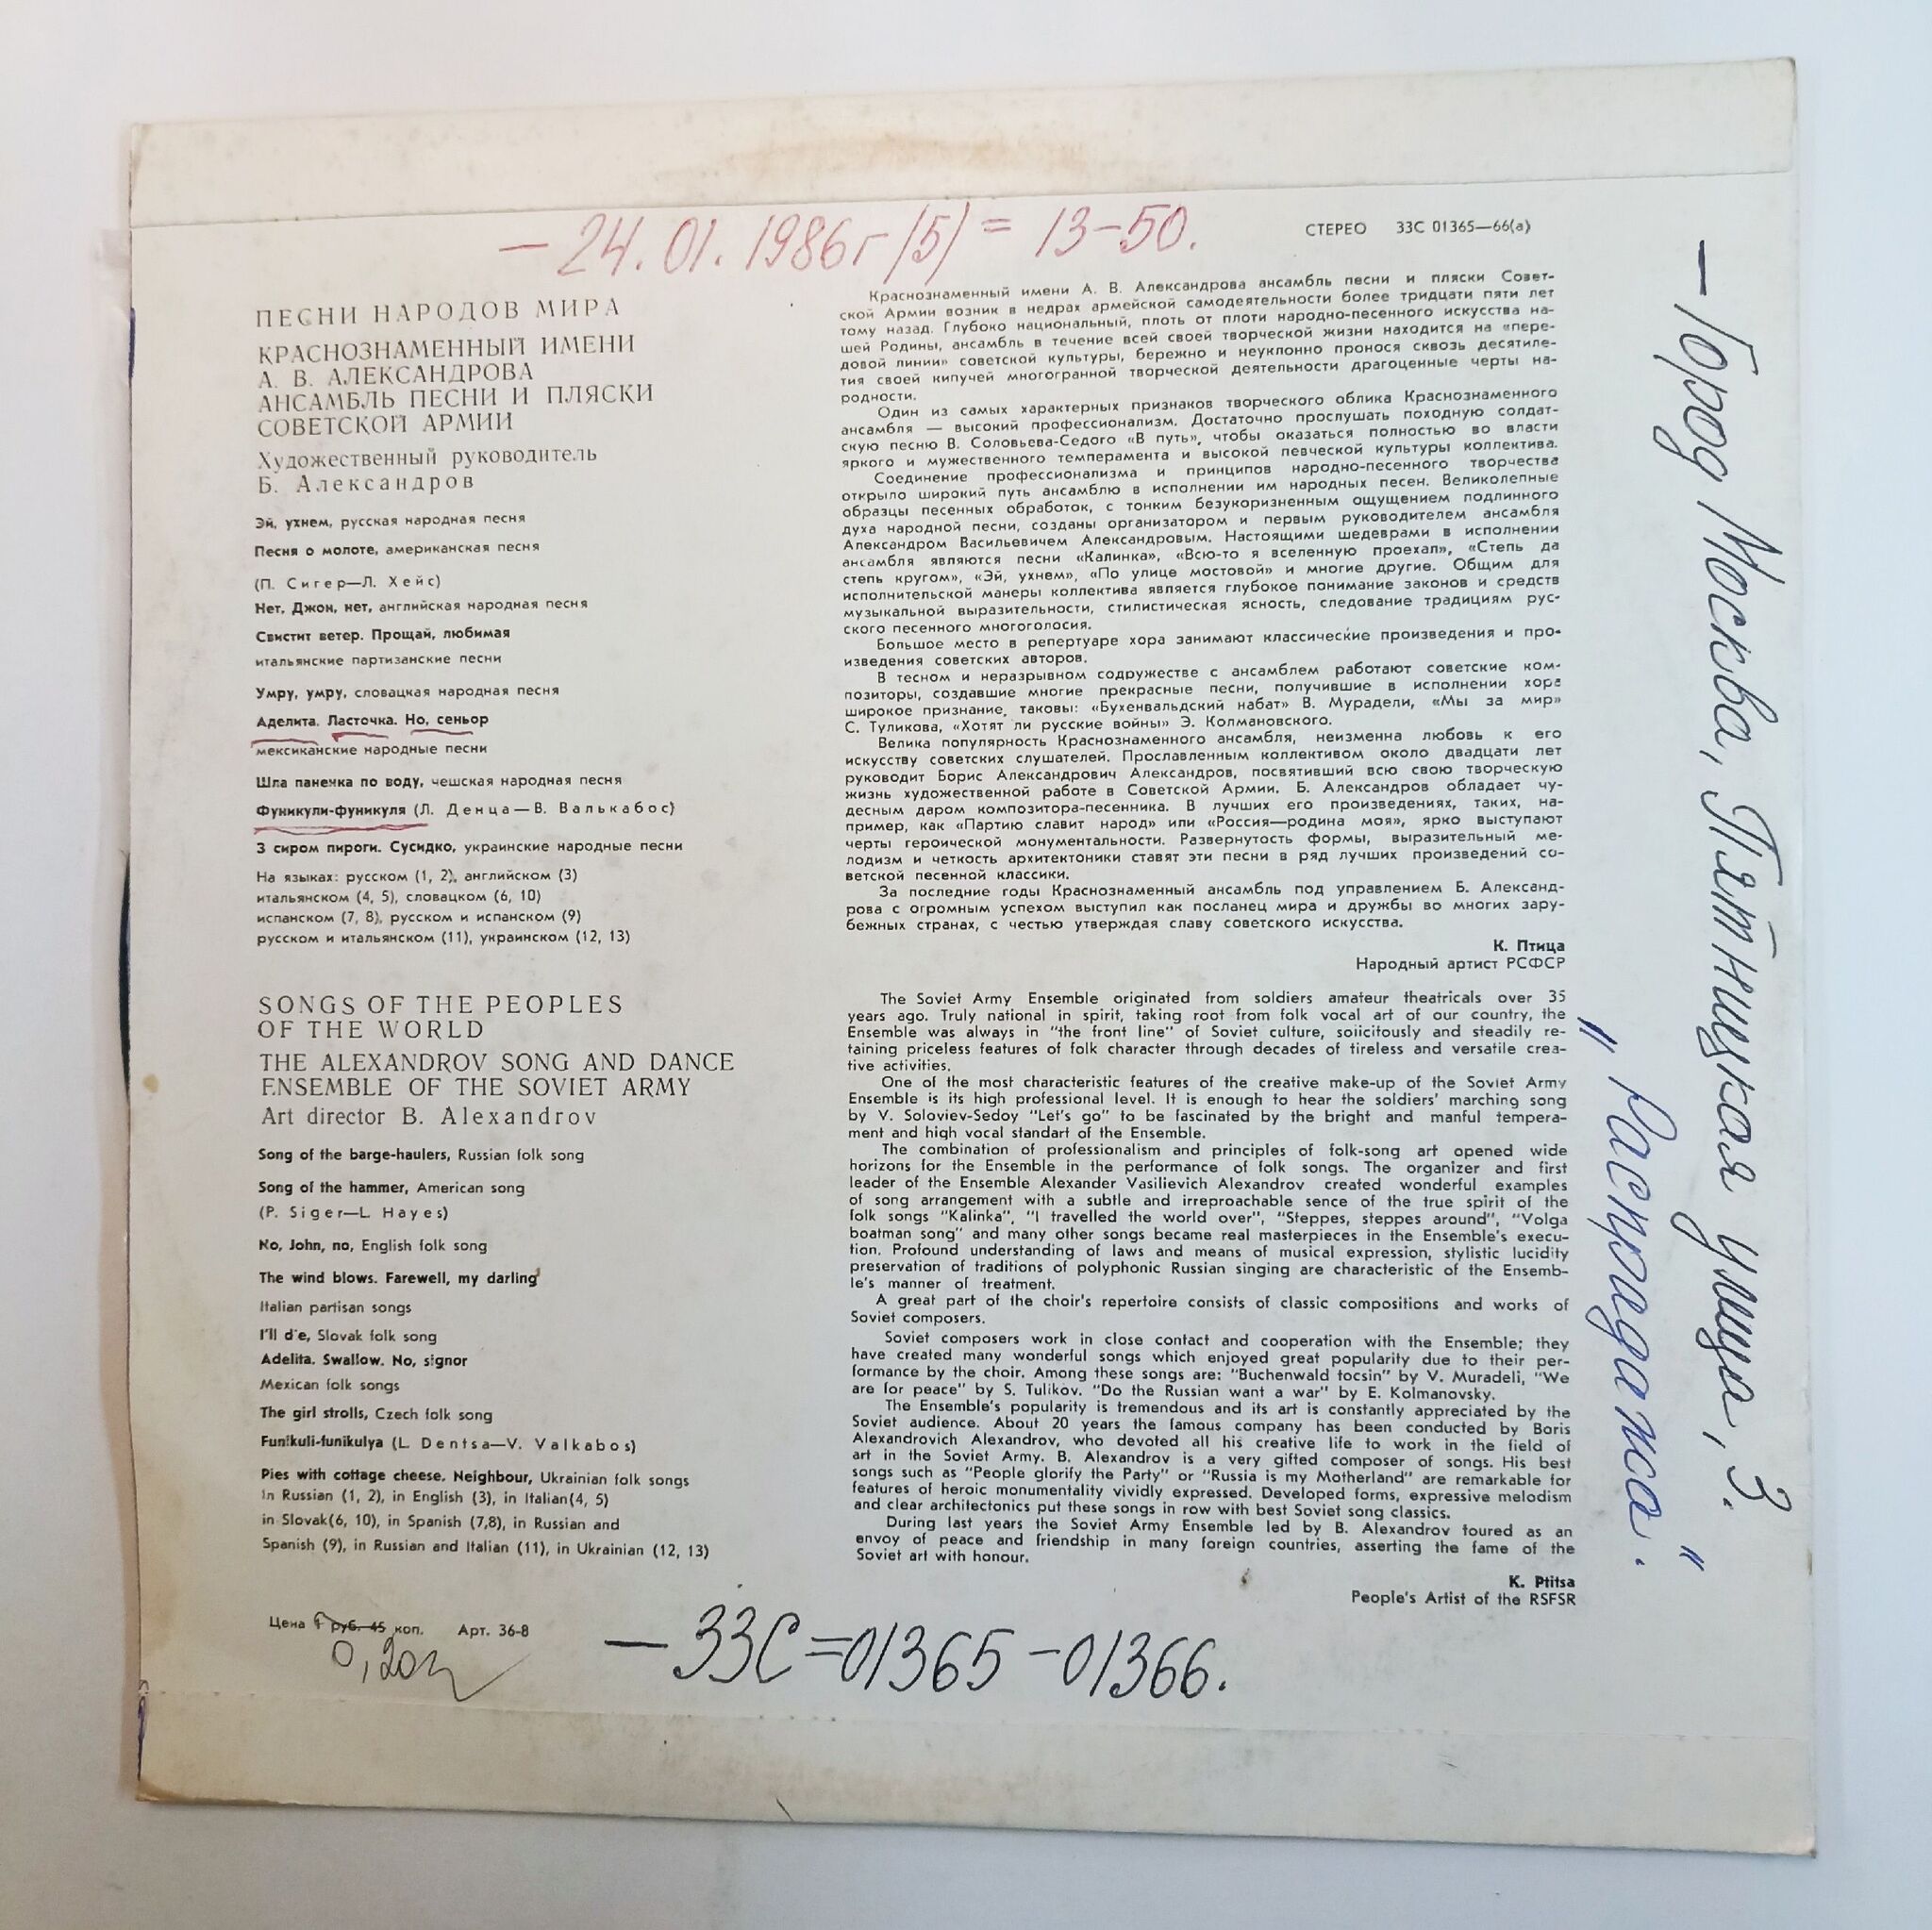 – 24.01.1986г /5/ = 13-50.
СТЕРЕО 33С 01365—66(а)
ПЕСНИ НАРОДОВ МИРА
КРАСНОЗНАМЕННЫЙ ИМЕНИ
А. В. АЛЕКСАНДРОВА
АНСАМБЛЬ ПЕСНИ И ПЛЯСКИ
СОВЕТСКОЙ АРМИИ
Художественный руководитель
Б. Александров
Эй, ухнем, русская народная песня
Песня о молоте, американская песня
(П. Сигер—Л. Хейс)
Нет, Джон, нет, английская народная песня
Свистит ветер. Прощай, любимая
итальянские партизанские песни
Умру, умру, словацкая народная песня
Аделита. Ласточка. Но, сеньор
мексиканские народные песни
Шла панечка по воду, чешская народная песня
Фуникули-фуникуля (Л. Денца—В. Валькабос)
З сиром пироги. Сусидко, украинские народные песни
На языках: русском (1, 2), английском (3)
итальянском (4, 5), словацком (6, 10)
испанском (7, 8), русском и испанском (9)
русском и итальянском (11), украинском (12, 13)
SONGS OF THE PEOPLES
OF THE WORLD
THE ALEXANDROV SONG AND DANCE
ENSEMBLE OF THE SOVIET ARMY
Art director B. Alexandrov
Song of the barge-haulers, Russian folk song
Song of the hammer, American song
(P. Siger—L. Hayes)
No, John, no, English folk song
The wind blows. Farewell, my darling
Italian partisan songs
I'll die, Slovak folk song
Adelita. Swallow. No, signor
Mexican folk songs
The girl strolls, Czech folk song
Funikuli-funikulya (L. Dentsa—V. Valkabos)
Pies with cottage cheese. Neighbour, Ukrainian folk songs
In Russian (1, 2), in English (3), in Italian(4, 5)
in Slovak(6, 10), in Spanish (7,8), in Russian and
Spanish (9), in Russian and Italian (11), in Ukrainian (12, 13)
Цена 1 руб. 45 коп. Арт. 36-8
Краснознаменный имени А. В. Александрова ансамбль песни и пляски Совет-
ской Армии возник в недрах армейской самодеятельности более тридцати пяти лет
тому назад. Глубоко национальный, плоть от плоти народно-песенного искусства на-
шей Родины, ансамбль в течение всей своей творческой жизни находится на «пере-
довой линии» советской культуры, бережно и неуклонно пронося сквозь десятиле-
тия своей кипучей многогранной творческой деятельности драгоценные черты на-
родности.
Один из самых характерных признаков творческого облика Краснознаменного
ансамбля — высокий профессионализм. Достаточно прослушать походную солдат-
скую песню В. Соловьева-Седого «В путь», чтобы оказаться полностью во власти
яркого и мужественного темперамента и высокой певческой культуры коллектива.
Соединение профессионализма и принципов народно-песенного творчества
открыло широкий путь ансамблю в исполнении им народных песен. Великолепные
образцы песенных обработок, с тонким безукоризненным ощущением подлинного
духа народной песни, созданы организатором и первым руководителем ансамбля
Александром Васильевичем Александровым. Настоящими шедеврами в исполнении
ансамбля являются песни «Калинка», «Всю-то я вселенную проехал», «Степь да
степь кругом», «Эй, ухнем», «По улице мостовой» и многие другие. Общим для
исполнительской манеры коллектива является глубокое понимание законов и средств
музыкальной выразительности, стилистическая ясность, следование традициям рус-
ского песенного многоголосия.
Большое место в репертуаре хора занимают классические произведения и про-
изведения советских авторов.
В тесном и неразрывном содружестве с ансамблем работают советские ком-
позиторы, создавшие многие прекрасные песни, получившие в исполнении хора
широкое признание, таковы: «Бухенвальдский набат» В. Мурадели, «Мы за мир»
С. Туликова, «Хотят ли русские войны» Э. Колмановского.
Велика популярность Краснознаменного ансамбля, неизменна любовь к его
искусству советских слушателей. Прославленным коллективом около двадцати лет
руководит Борис Александрович Александров, посвятивший всю свою творческую
жизнь художественной работе в Советской Армии. Б. Александров обладает чу-
десным даром композитора-песенника. В лучших его произведениях, таких, на-
пример, как «Партию славит народ» или «Россия—родина моя», ярко выступают
черты героической монументальности. Развернутость формы, выразительный ме-
лодизм и четкость архитектоники ставят эти песни в ряд лучших произведений со-
ветской песенной классики.
За последние годы Краснознаменный ансамбль под управлением Б. Александ-
рова с огромным успехом выступил как посланец мира и дружбы во многих зару-
бежных странах, с честью утверждая славу советского искусства.
К. Птица
Народный артист РСФСР
The Soviet Army Ensemble originated from soldiers amateur theatricals over 35
years ago. Truly national in spirit, taking root from folk vocal art of our country, the
Ensemble was always in "the front line" of Soviet culture, solicitously and steadily re-
taining priceless features of folk character through decades of tireless and versatile crea-
tive activities.
One of the most characteristic features of the creative make-up of the Soviet Army
Ensemble is its high professional level. It is enough to hear the soldiers' marching song
by V. Soloviev-Sedoy "Let's go" to be fascinated by the bright and manful tempera-
ment and high vocal standart of the Ensemble.
The combination of professionalism and principles of folk-song art opened wide
horizons for the Ensemble in the performance of folk songs. The organizer and first
leader of the Ensemble Alexander Vasilievich Alexandrov created wonderful examples
of song arrangement with a subtle and irreproachable sence of the true spirit of the
folk songs "Kalinka", "I travelled the world over", "Steppes, steppes around", "Volga
boatman song" and many other songs became real masterpieces in the Ensemble's execu-
tion. Profound understanding of laws and means of musical expression, stylistic lucidity
preservation of traditions of polyphonic Russian singing are characteristic of the Ensemb-
le's manner of treatment.
A great part of the choir's repertoire consists of classic compositions and works of
Soviet composers.
Soviet composers work in close contact and cooperation with the Ensemble; they
have created many wonderful songs which enjoyed great popularity due to their per-
formance by the choir. Among these songs are: "Buchenwald tocsin" by V. Muradeli, "We
are for peace" by S. Tulikov. "Do the Russian want a war" by E. Kolmanovsky.
The Ensemble's popularity is tremendous and its art is constantly appreciated by the
Soviet audience. About 20 years the famous company has been conducted by Boris
Alexandrovich Alexandrov, who devoted all his creative life to work in the field of
art in the Soviet Army. B. Alexandrov is a very gifted composer of songs. His best
songs such as "People glorify the Party" or "Russia is my Motherland" are remarkable for
features of heroic monumentality vividly expressed. Developed forms, expressive melodism
and clear architectonics put these songs in row with best Soviet song classics.
During last years the Soviet Army Ensemble led by B. Alexandrov toured as an
envoy of peace and friendship in many foreign countries, asserting the fame of the
Soviet art with honour.
K. Ptitsa
People's Artist of the RSFSR
– 33С=01365-01366.
– Город Москва, Пятницкая улица, 3.
"Распродажа."